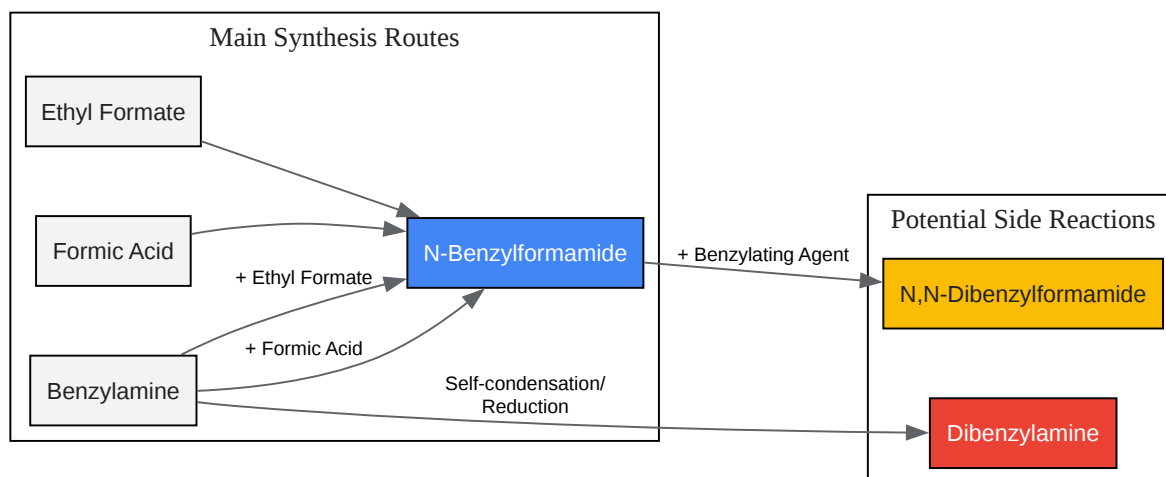 Main Synthesis Routes
Ethyl Formate
Formic Acid
Benzylamine
+ Ethyl Formate
+ Formic Acid
N-Benzylformamide
+ Benzylating Agent
Self-condensation/
Reduction
Potential Side Reactions
N,N-Dibenzylformamide
Dibenzylamine